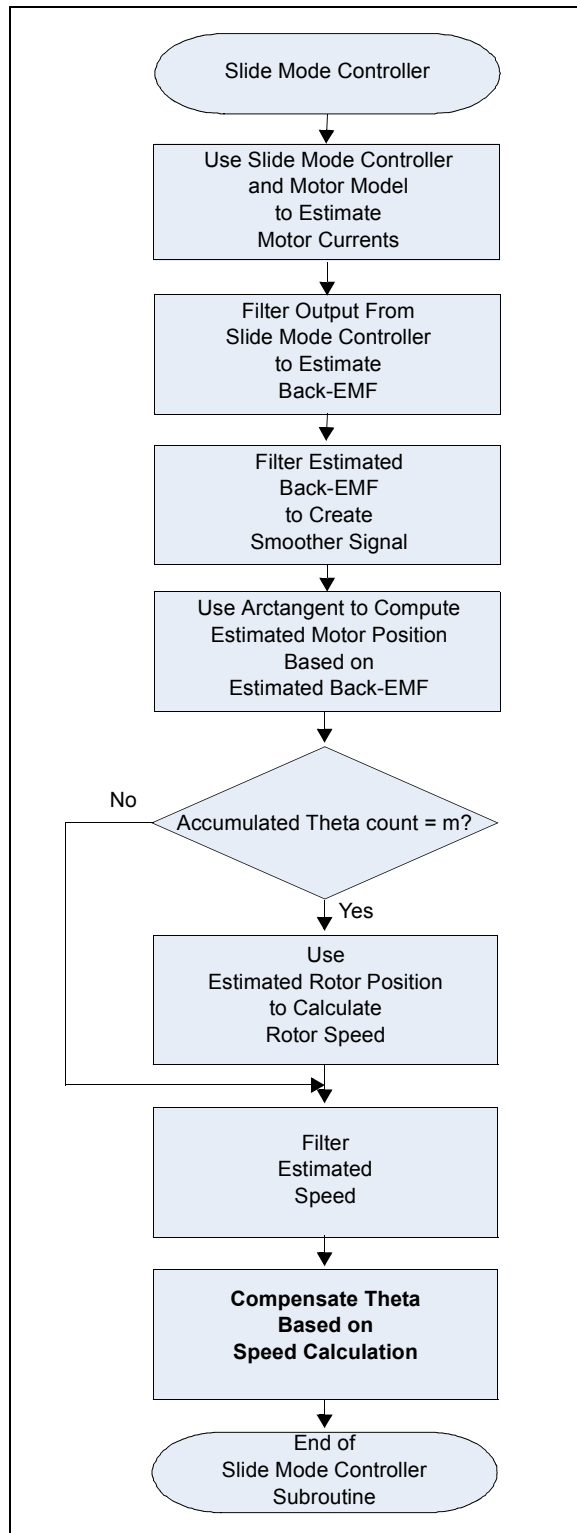 Slide Mode Controller
Use Slide Mode Controller
and Motor Model
to Estimate
Motor Currents
Filter Output From
Slide Mode Controller
to Estimate
Back-EMF
Filter Estimated
Back-EMF
to Create
Smoother Signal
Use Arctangent to Compute
Estimated Motor Position
Based on
Estimated Back-EMF
No
Accumulated Theta count = m?
Yes
Use
Estimated Rotor Position
to Calculate
Rotor Speed
Filter
Estimated
Speed
Compensate Theta
Based on
Speed Calculation
End of
Slide Mode Controller
Subroutine